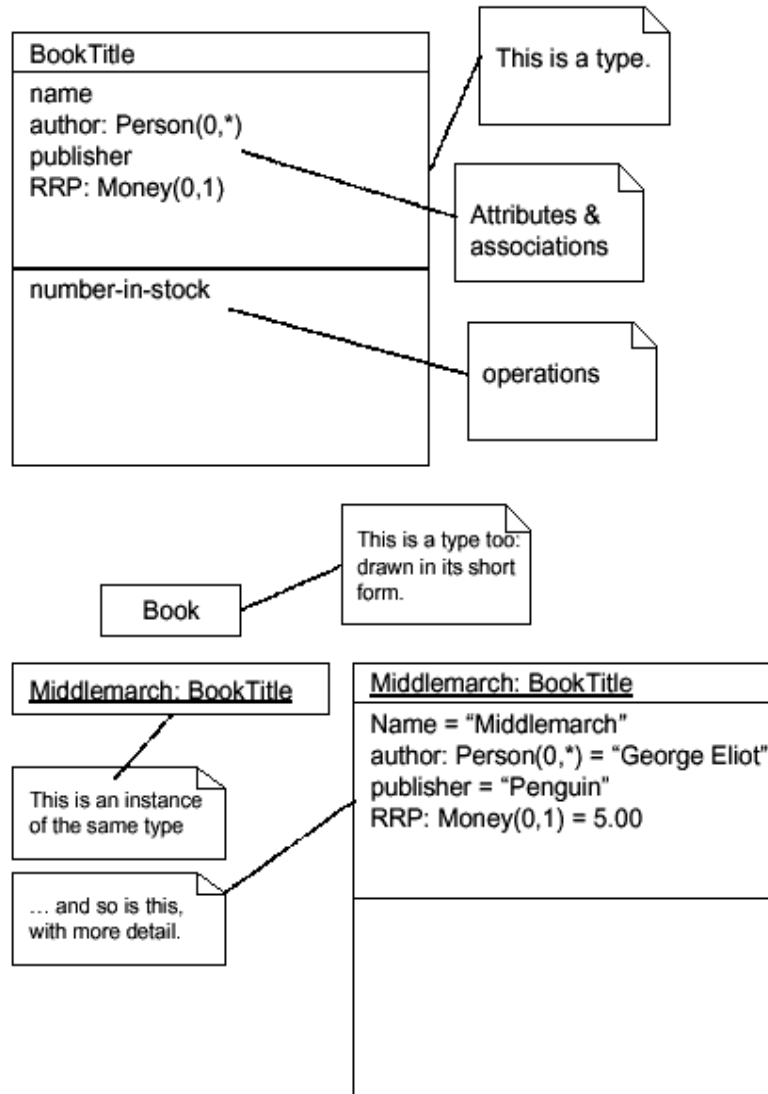 BookTitle
name
author: Person(0,*)
publisher
RRP: Money(0,1)
number-in-stock
This is a type.
Attributes &
associations
operations
This is a type too:
drawn in its short
form.
Book
Middlemarch: BookTitle
This is an instance
of the same type
… and so is this,
with more detail.
Middlemarch: BookTitle
Name = “Middlemarch”
author: Person(0,*) = “George Eliot”
publisher = “Penguin”
RRP: Money(0,1) = 5.00